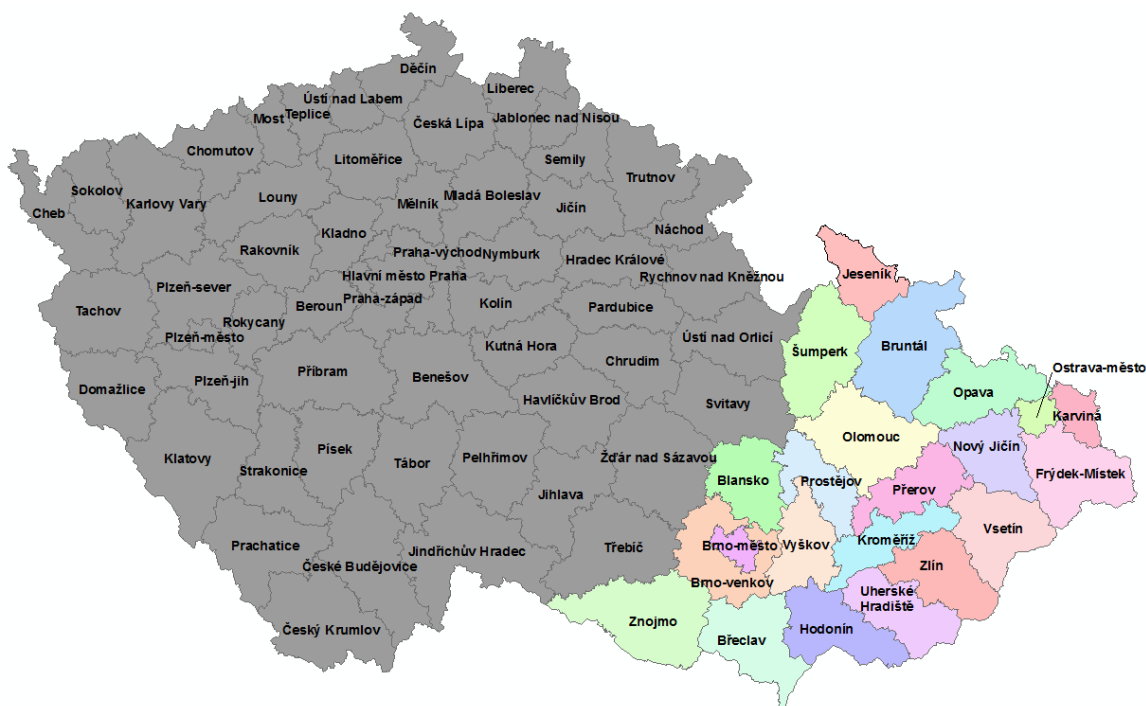 Děčín
Liberec
Ústí nad Labem
Teplice
Most
Jablonec nad Nisou
Česká Lípa
Chomutov
Litoměřice
Semily
Trutnov
Sokolov
Karlovy Vary
Louny
Mladá Boleslav
Mělník
Jičín
Cheb
Kladno
Náchod
Rakovník
Praha-východ
Nymburk
Hradec Králové
Hlavní město Praha
Rychnov nad Kněžnou
Jeseník
Plzeň-sever
Praha-západ
Kolín
Beroun
Pardubice
Tachov
Rokycany
Plzeň-město
Kutná Hora
Ústí nad Orlicí
Šumperk
Bruntál
Chrudim
Ostrava-město
Příbram
Benešov
Plzeň-jih
Domažlice
Opava
Havlíčkův Brod
Svitavy
Karviná
Olomouc
Nový Jičín
Písek
Klatovy
Strakonice
Tábor
Pelhřimov
Žďár nad Sázavou
Frýdek-Místek
Blansko
Prostějov
Přerov
Jihlava
Vsetín
Prachatice
Jindřichův Hradec
Třebíč
Brno-město
Vyškov
Kroměříž
České Budějovice
Zlín
Brno-venkov
Uherské
Hradiště
Znojmo
Český Krumlov
Hodonín
Břeclav